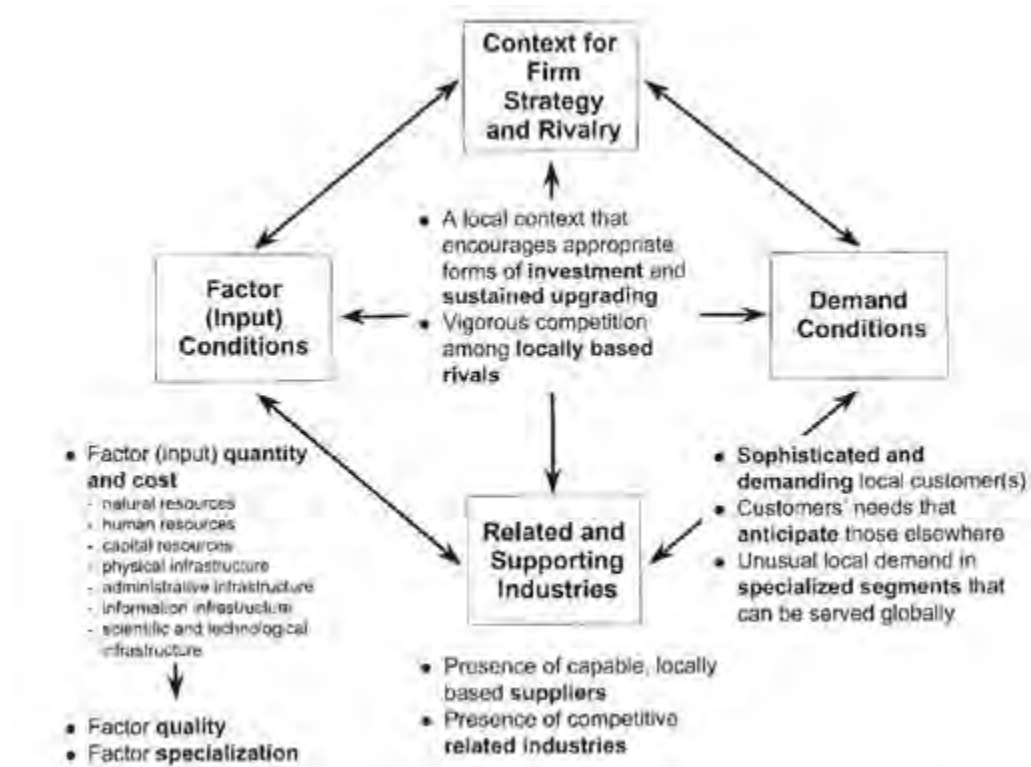 Context for
Firm
Strategy
and Rivalry
• A local context that
encourages appropriate
forms of investment and
sustained upgrading
• Vigorous competition
among locally based
rivals
Factor
(Input)
Conditions
Demand
Conditions
• Factor (input) quantity
and cost
- natural resources
- human resources
- capital resources
- physical infrastructure
- administrative infrastructure
- information infrastructure
- scientific and technological
infrastructure
• Factor quality
• Factor specialization
Related and
Supporting
Industries
• Presence of capable, locally
based suppliers
• Presence of competitive
related industries
• Sophisticated and
demanding local customer(s)
• Customers' needs that
anticipate those elsewhere
• Unusual local demand in
specialized segments that
can be served globally